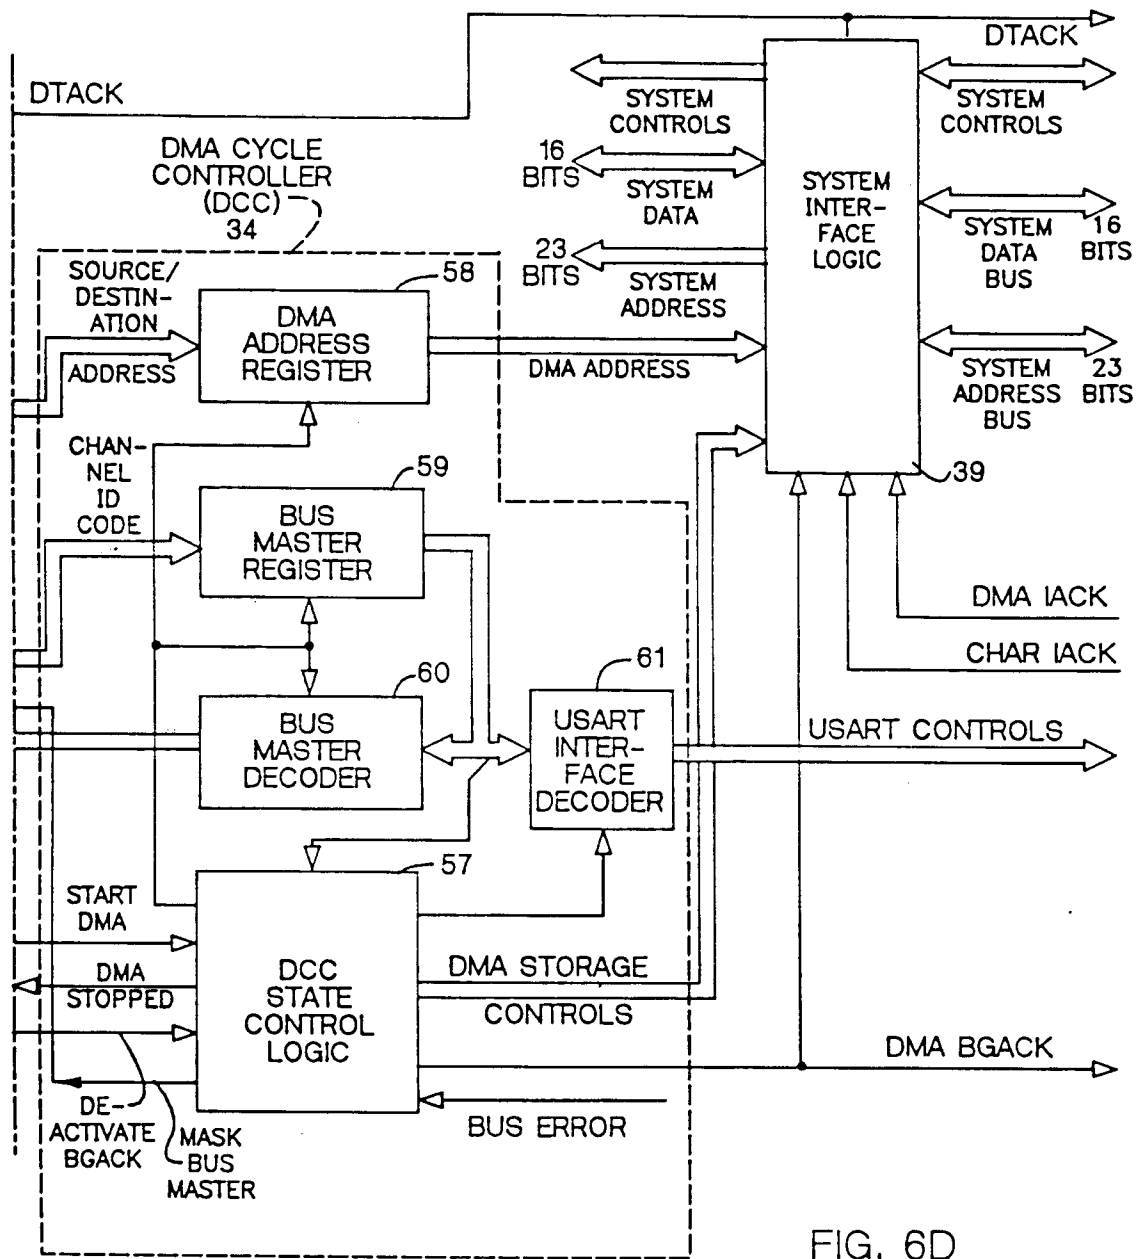 DTACK
DTACK
SYSTEM
CONTROLS
SYSTEM
CONTROLS
DMA CYCLE
CONTROLLER
(DCC)
34
16
BITS
SYSTEM
DATA
SYSTEM
INTER-
FACE
LOGIC
SYSTEM
DATA
BUS
16
BITS
23
BITS
SYSTEM
ADDRESS
SOURCE/
DESTIN-
ATION
ADDRESS
58
DMA
ADDRESS
REGISTER
DMA ADDRESS
SYSTEM
ADDRESS
BUS
23
BITS
CHAN-
NEL
ID
CODE
59
BUS
MASTER
REGISTER
39
DMA IACK
CHAR IACK
60
BUS
MASTER
DECODER
61
USART
INTER-
FACE
DECODER
USART CONTROLS
57
START
DMA
DMA
STOPPED
DCC
STATE
CONTROL
LOGIC
DMA STORAGE
CONTROLS
DMA BGACK
DE-
ACTIVATE
BGACK
MASK
BUS
MASTER
BUS ERROR
FIG. 6D